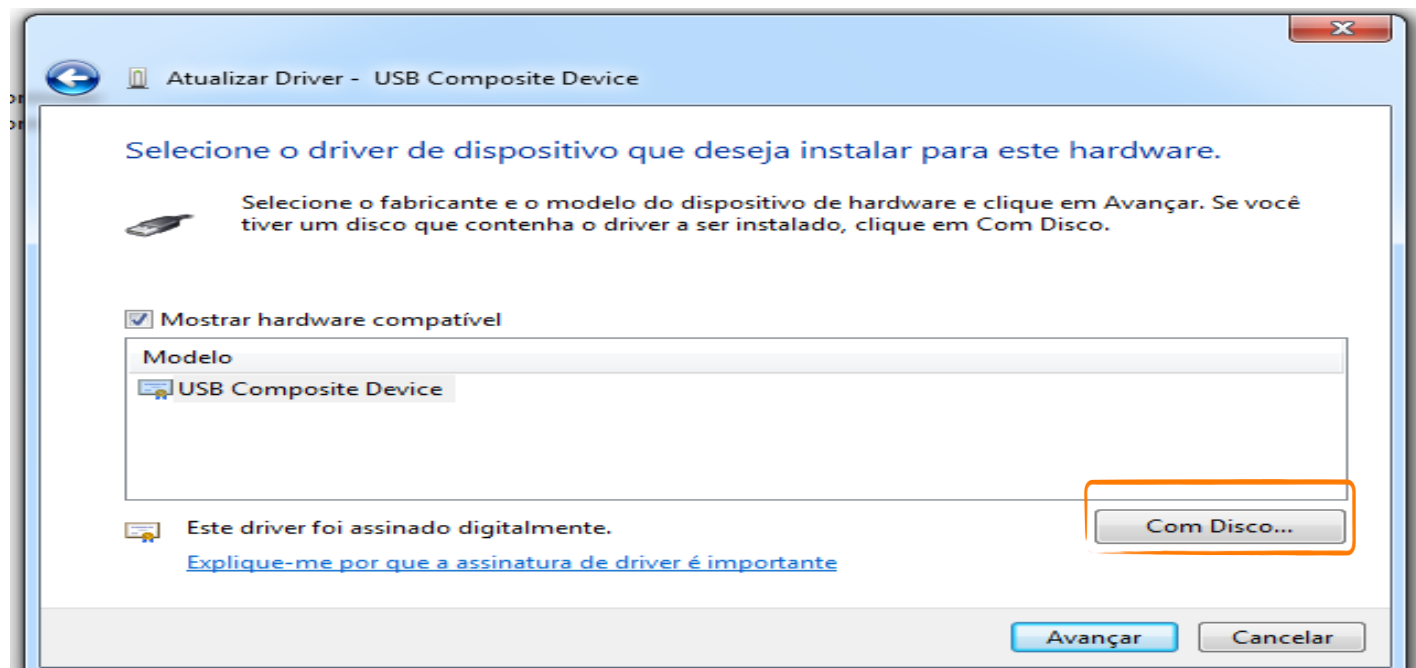 Atualizar Driver - USB Composite Device
Selecione o driver de dispositivo que deseja instalar para este hardware.
Selecione o fabricante e o modelo do dispositivo de hardware e clique em Avançar. Se você
tiver um disco que contenha o driver a ser instalado, clique em Com Disco.
Mostrar hardware compatível
Modelo
USB Composite Device
Este driver foi assinado digitalmente.
Com Disco...
Explique-me por que a assinatura de driver é importante
Avançar
Cancelar